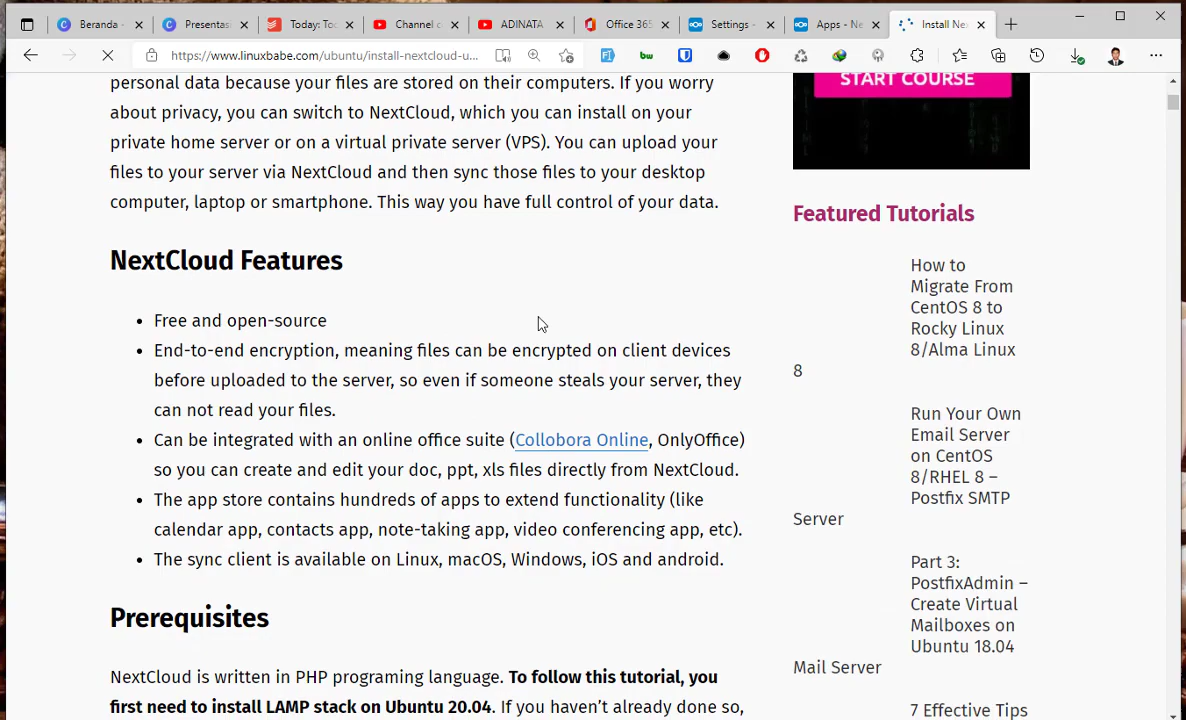 Beranda -
Presentas
Today: Too
Channel c
ADINATA
Office 365
Settings -
Apps - Ne
Install Ne
https://www.linuxbabe.com/ubuntu/install-nextcloud-u...
personal data because your files are stored on their computers. If you worry
about privacy, you can switch to NextCloud, which you can install on your
private home server or on a virtual private server (VPS). You can upload your
files to your server via NextCloud and then sync those files to your desktop
computer, laptop or smartphone. This way you have full control of your data.
NextCloud Features
• Free and open-source
• End-to-end encryption, meaning files can be encrypted on client devices
before uploaded to the server, so even if someone steals your server, they
can not read your files.
• Can be integrated with an online office suite (Collobora Online, OnlyOffice)
so you can create and edit your doc, ppt, xls files directly from NextCloud.
• The app store contains hundreds of apps to extend functionality (like
calendar app, contacts app, note-taking app, video conferencing app, etc).
• The sync client is available on Linux, macOS, Windows, iOS and android.
Prerequisites
NextCloud is written in PHP programing language. To follow this tutorial, you
first need to install LAMP stack on Ubuntu 20.04. If you haven't already done so,
START COURSE
Featured Tutorials
How to
Migrate From
CentOS 8 to
Rocky Linux
8/Alma Linux
8
Run Your Own
Email Server
on CentOS
8/RHEL 8 –
Postfix SMTP
Server
Part 3:
PostfixAdmin –
Create Virtual
Mailboxes on
Ubuntu 18.04
Mail Server
7 Effective Tips